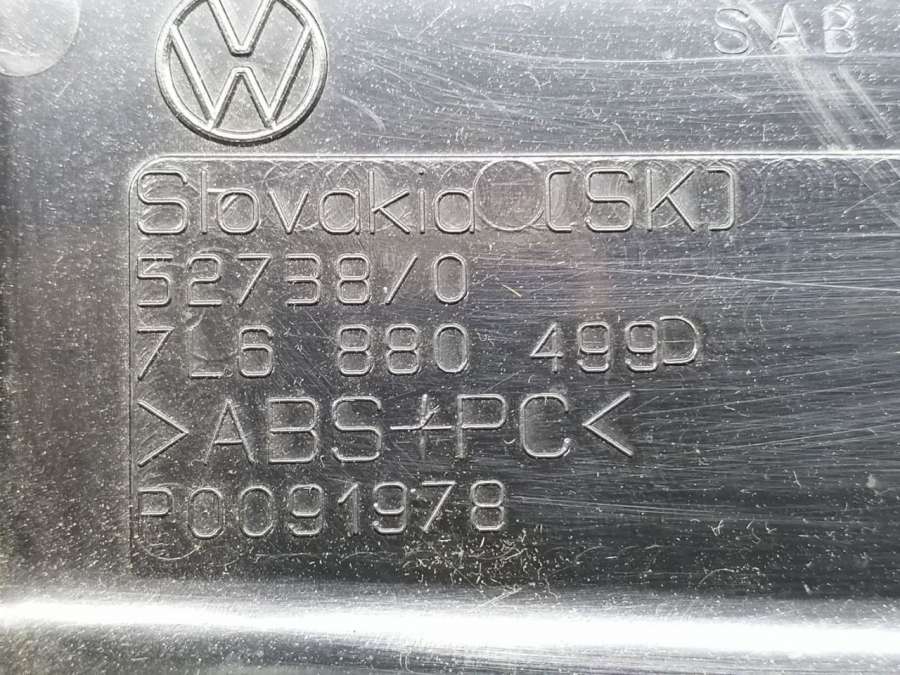 SAB
Slovakia (SK)
52738/0
7L6 880 499D
>ABS+PC<
P0091978